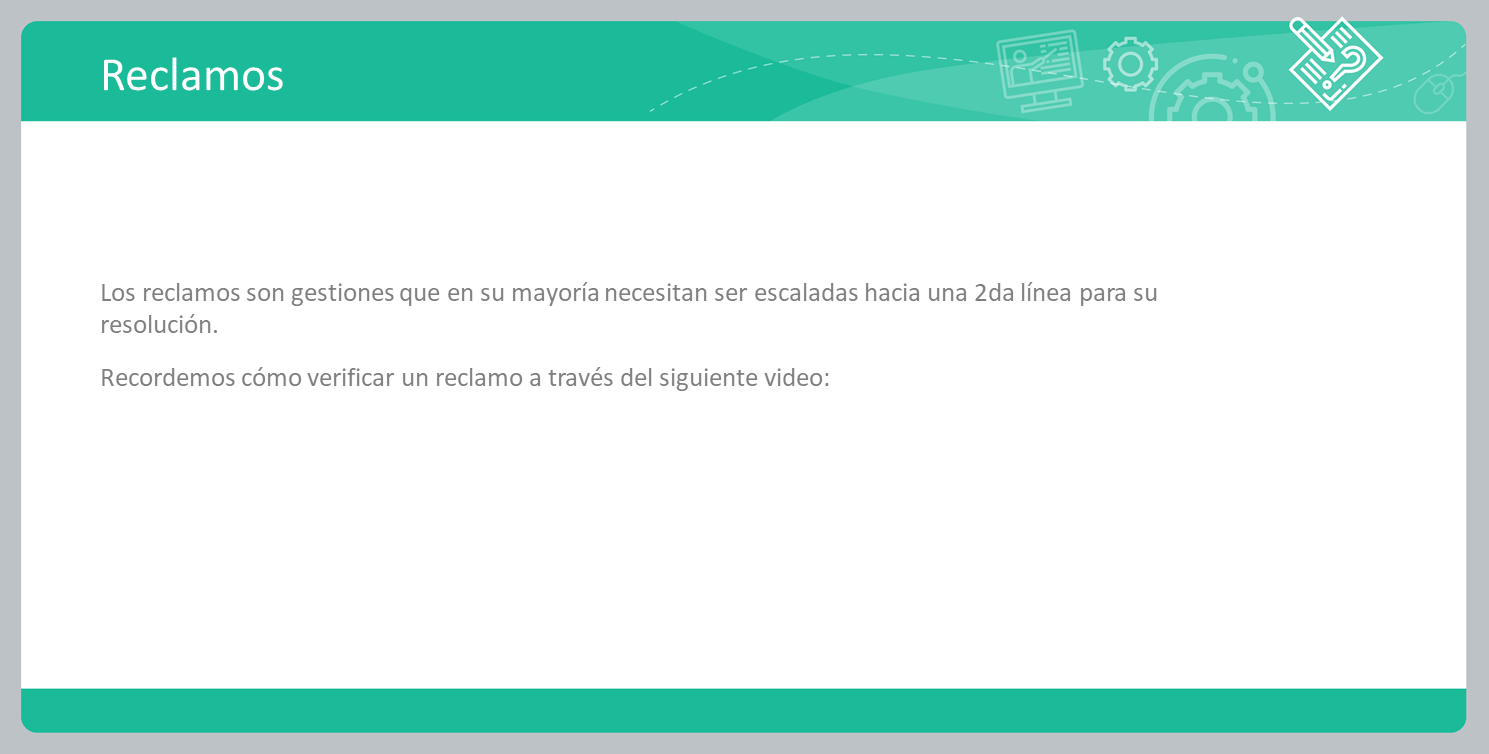 Reclamos
Los reclamos son gestiones que en su mayoría necesitan ser escaladas hacia una 2da línea para su
resolución.
Recordemos cómo verificar un reclamo a través del siguiente video: